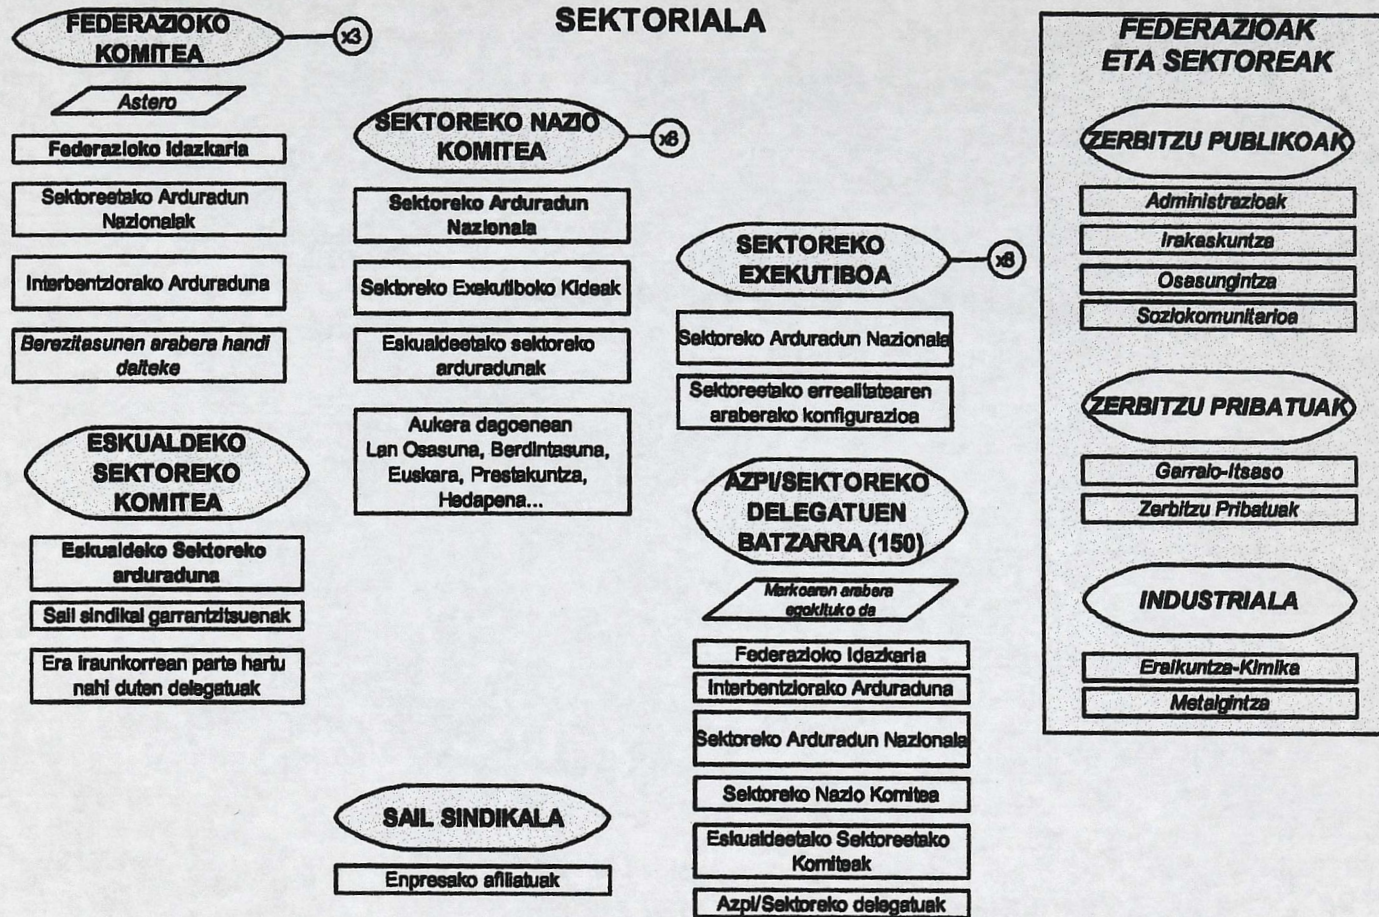 SEKTORIALA
FEDERAZIOKO
KOMITEA
x3
Astero
Federazioko Idazkaria
Sektoreetako Arduradun
Nazionalak
Interbentziorako Arduraduna
Berezitasunen arabera handi
daiteke
ESKUALDEKO
SEKTOREKO
KOMITEA
Eskualdeko Sektoreko
arduraduna
Sail sindikal garrantzitsuenak
Era iraunkorrean parte hartu
nahi duten delegatuak
SEKTOREKO NAZIO
KOMITEA
x8
Sektoreko Arduradun
Nazionala
Sektoreko Exekutiboko Kideak
Eskualdeetako sektoreko
arduradunak
Aukera dagoenean
Lan Osasuna, Berdintasuna,
Euskara, Prestakuntza,
Hedapena...
SAIL SINDIKALA
Enpresako afiliatuak
SEKTOREKO
EXEKUTIBOA
x8
Sektoreko Arduradun Nazionala
Sektoreetako errealitatearen
araberako konfigurazioa
AZPI/SEKTOREKO
DELEGATUEN
BATZARRA (150)
Markoaren arabera
egokituko da
Federazioko Idazkaria
Interbentziorako Arduraduna
Sektoreko Arduradun Nazionala
Sektoreko Nazio Komitea
Eskualdeetako Sektoreetako
Komiteak
Azpi/Sektoreko delegatuak
FEDERAZIOAK
ETA SEKTOREAK
ZERBITZU PUBLIKOAK
Administrazioak
Irakaskuntza
Osasungintza
Soziokomunitarioa
ZERBITZU PRIBATUAK
Garraio-Itsaso
Zerbitzu Pribatuak
INDUSTRIALA
Eraikuntza-Kimika
Metalgintza